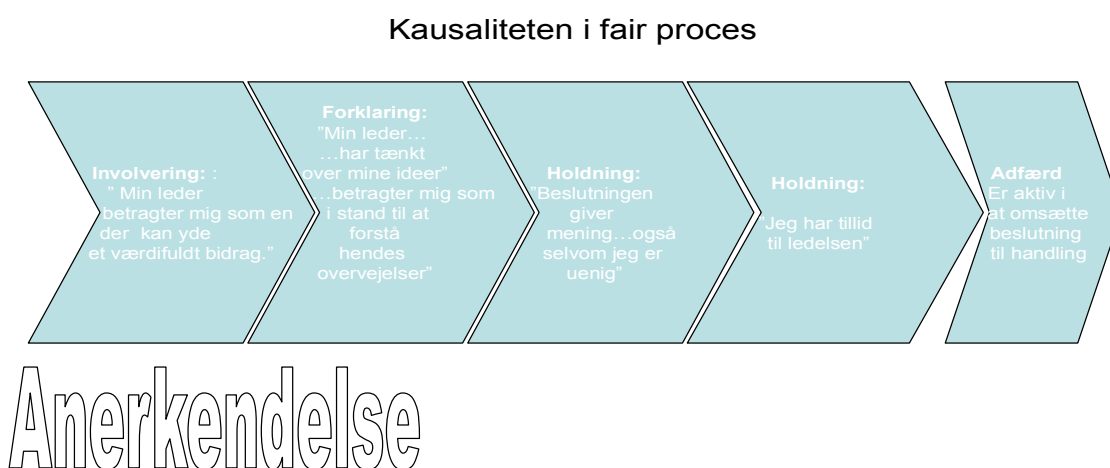 Kausaliteten i fair proces
Involvering: :
” Min leder
betragter mig som en
der kan yde
et værdifuldt bidrag.”
Forklaring:
”Min leder…
…har tænkt
over mine ideer”
…betragter mig som
i stand til at
forstå
hendes
overvejelser”
Holdning:
”Beslutningen
giver
mening…også
selvom jeg er
uenig”
Holdning:
”Jeg har tillid
til ledelsen”
Adfærd
Er aktiv i
at omsætte
beslutning
til handling
Anerkendelse